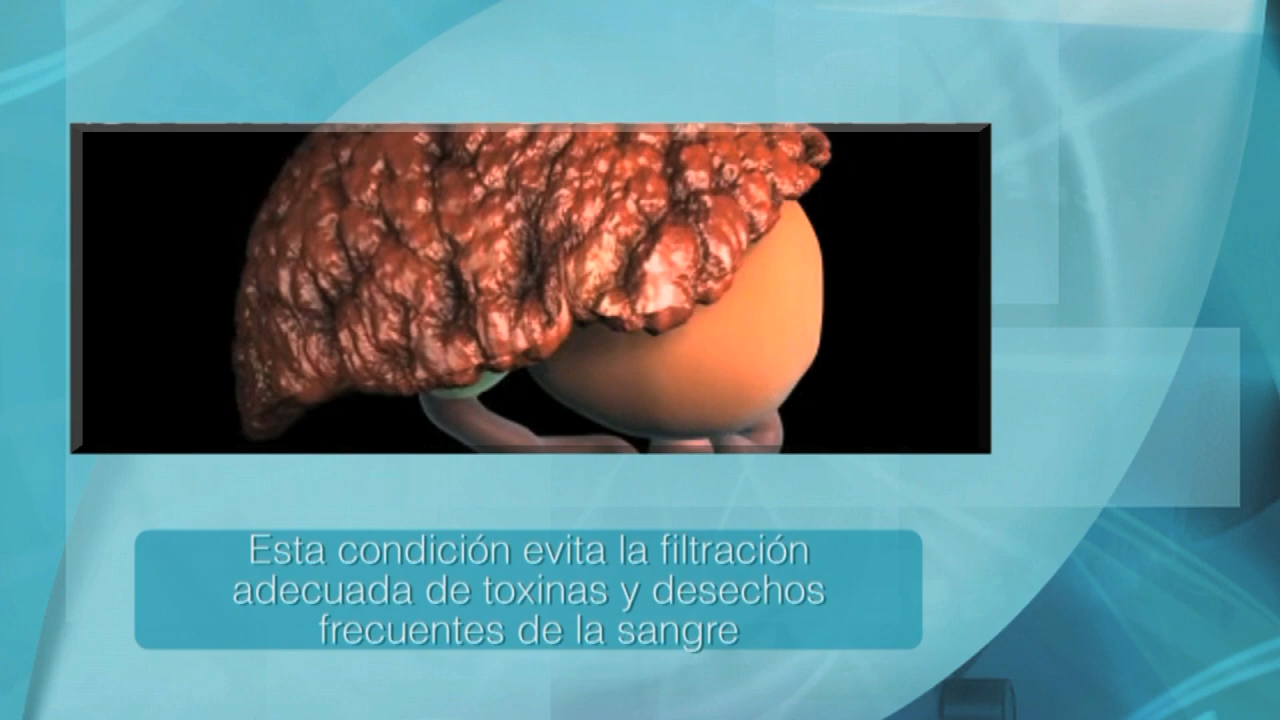 Esta condición evita la filtración
adecuada de toxinas y desechos
frecuentes de la sangre